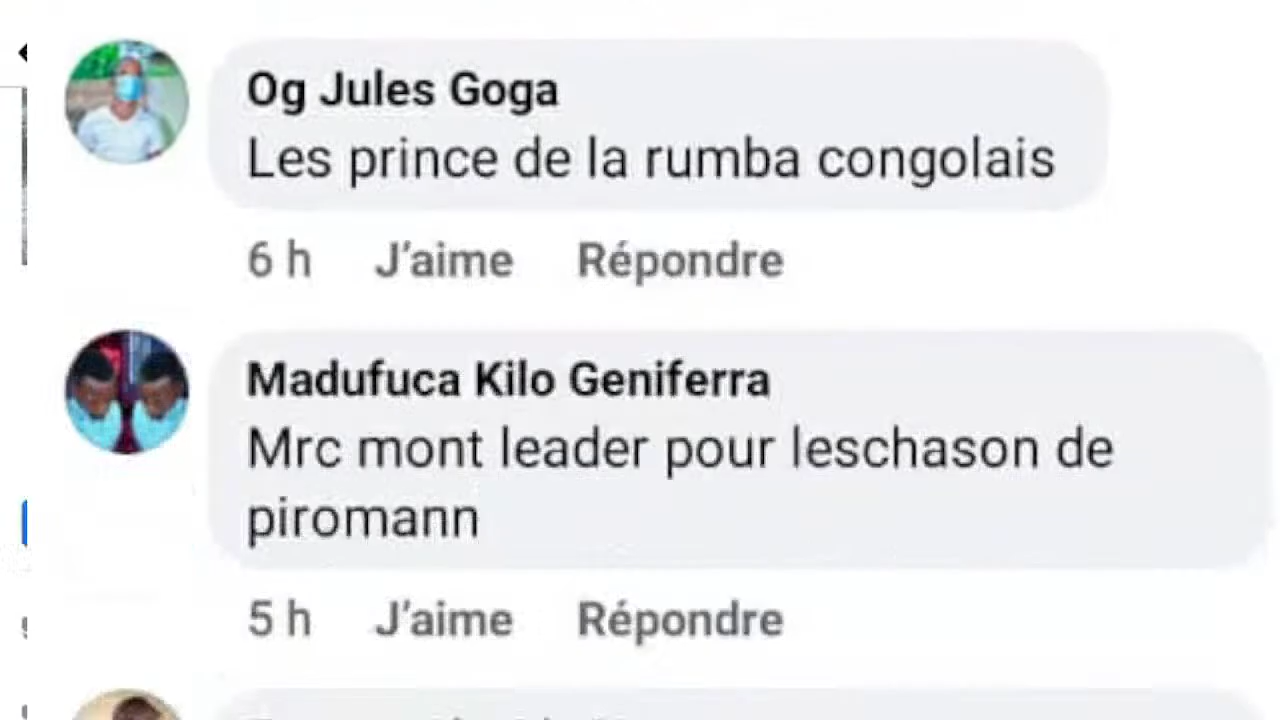 Og Jules Goga
Les prince de la rumba congolais
6 h J’aime Répondre
Madufuca Kilo Geniferra
Mrc mont leader pour leschason de
piromann
5 h J’aime Répondre